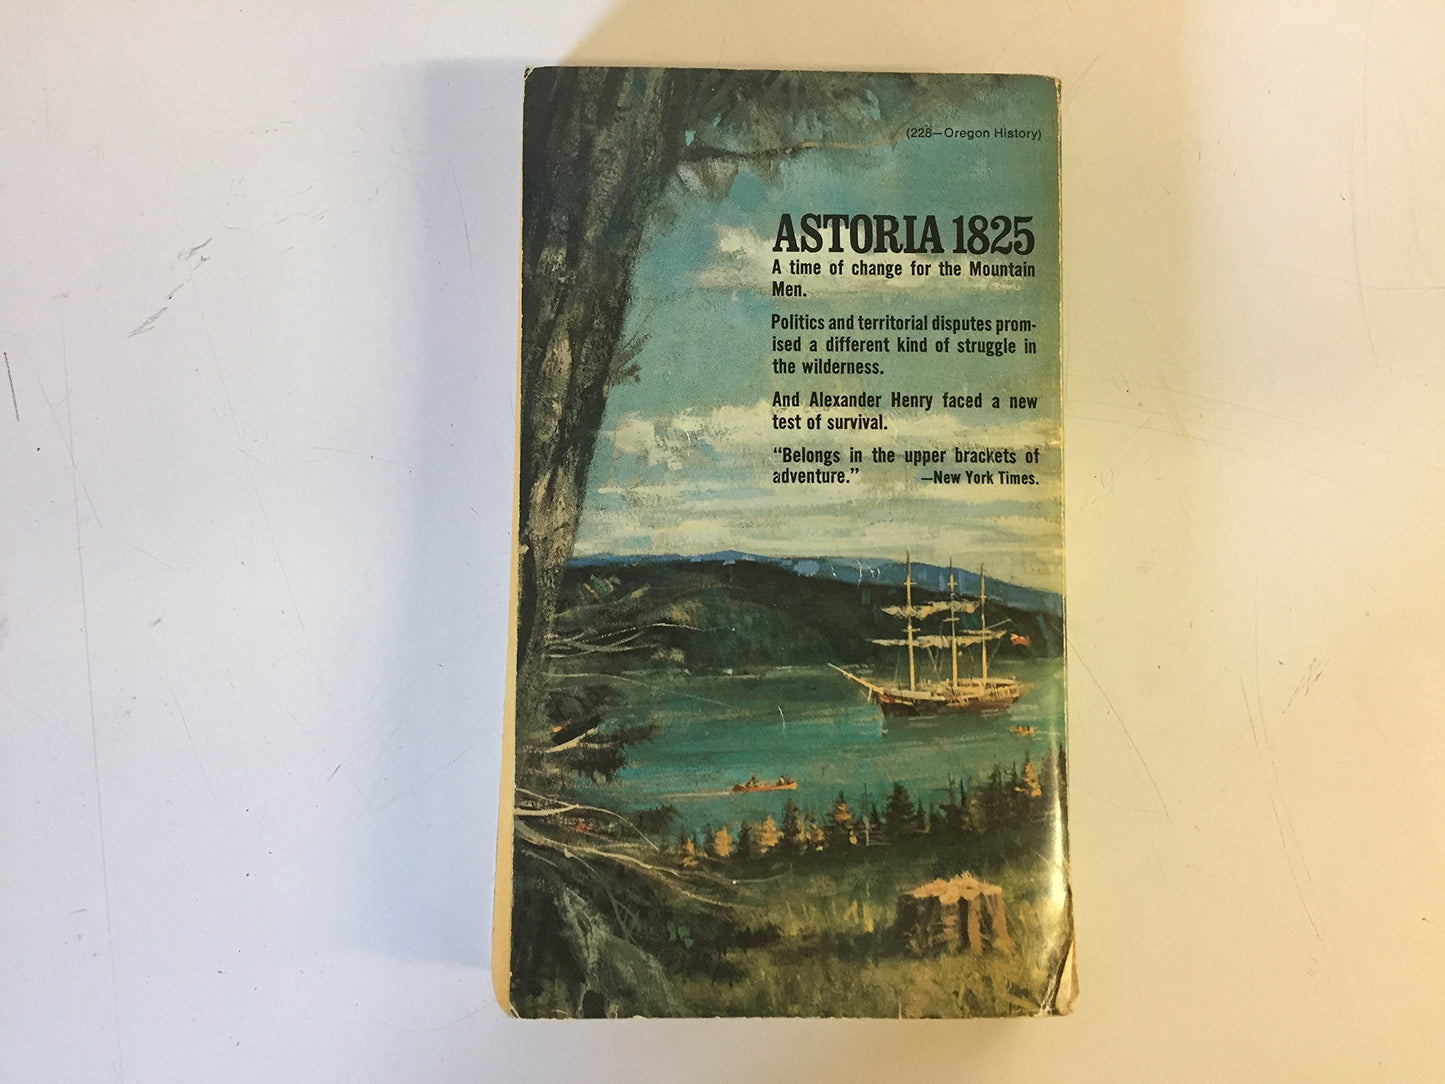 (228—Oregon History)
ASTORIA 1825
A time of change for the Mountain
Men.
Politics and territorial disputes prom-
ised a different kind of struggle in
the wilderness.
And Alexander Henry faced a new
test of survival.
“Belongs in the upper brackets of
adventure.” —New York Times.